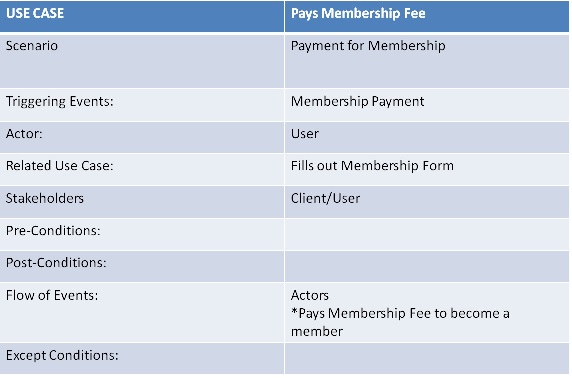 USE CASE Pays Membership Fee
Scenario Payment for Membership
Triggering Events: Membership Payment
Actor: User
Related Use Case: Fills out Membership Form
Stakeholders Client/User
Pre-Conditions:
Post-Conditions:
Flow of Events: Actors
*Pays Membership Fee to become a
member
Except Conditions: